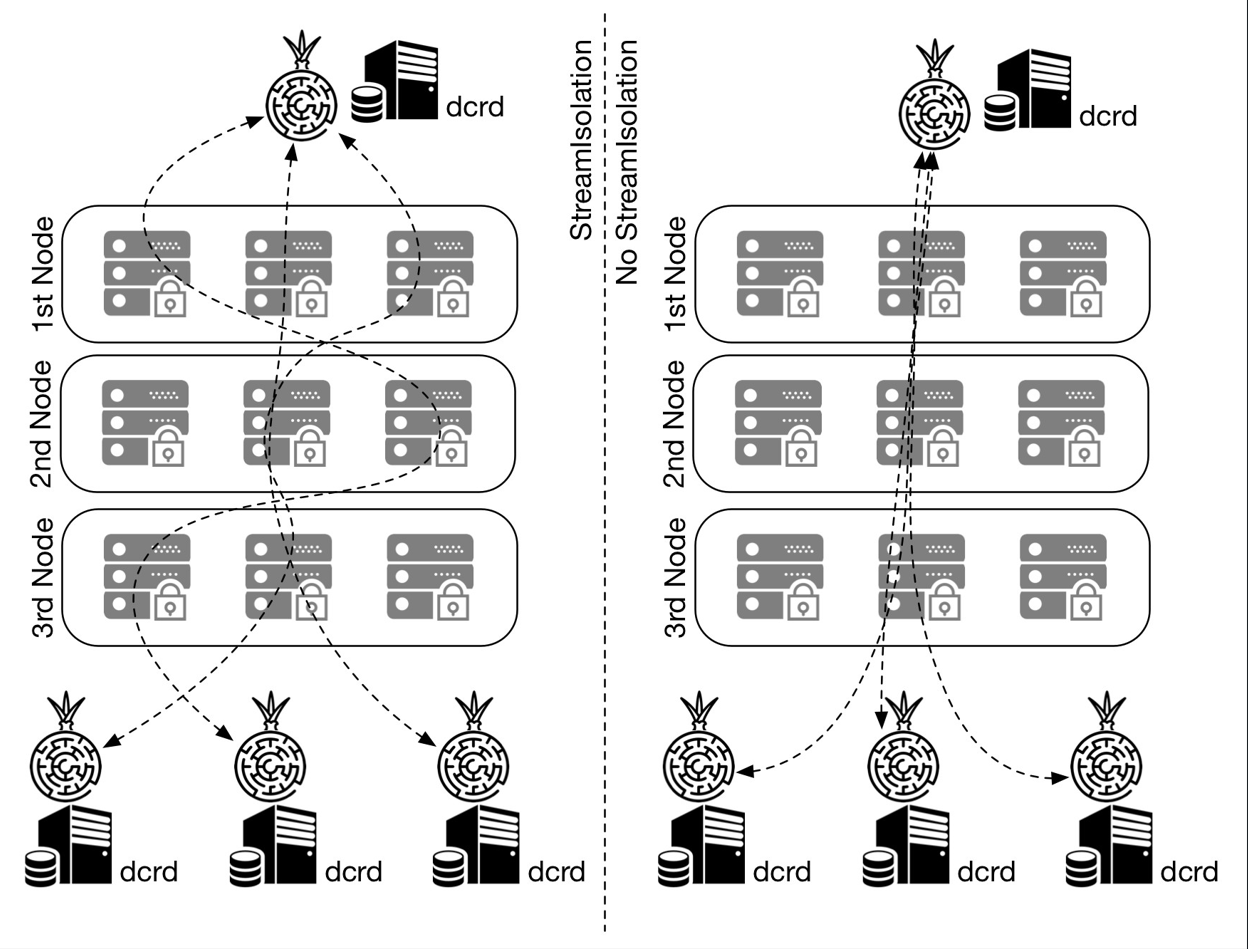 dcrd
StreamIsolation
No StreamIsolation
dcrd
1st Node
1st Node
2nd Node
2nd Node
3rd Node
3rd Node
dcrd
dcrd
dcrd
dcrd
dcrd
dcrd